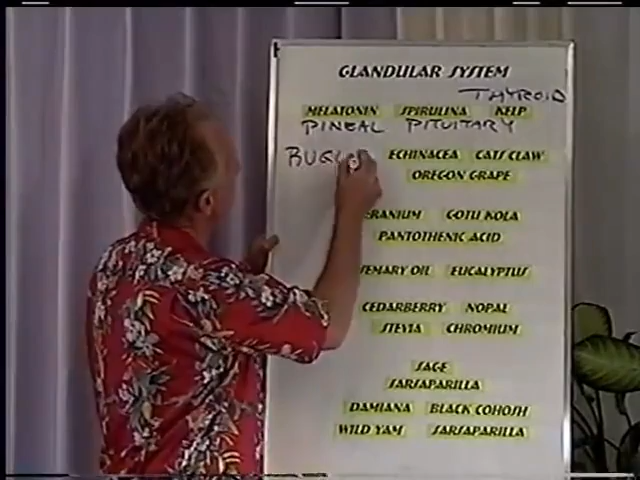 GLANDULAR SYSTEM
THYROID
MELATONIN SPIRULINA KELP
PINEAL PITUITARY
ECHINACEA CATS CLAW
OREGON GRAPE
GOTU KOLA
PANTOTHENIC ACID
OIL EUCALYPTUS
CEDARBERRY NOPAL
STEVIA CHROMIUM
SAGE
SARSAPARILLA
DAMIANA BLACK COHOSH
WILD YAM SARSAPARILLA